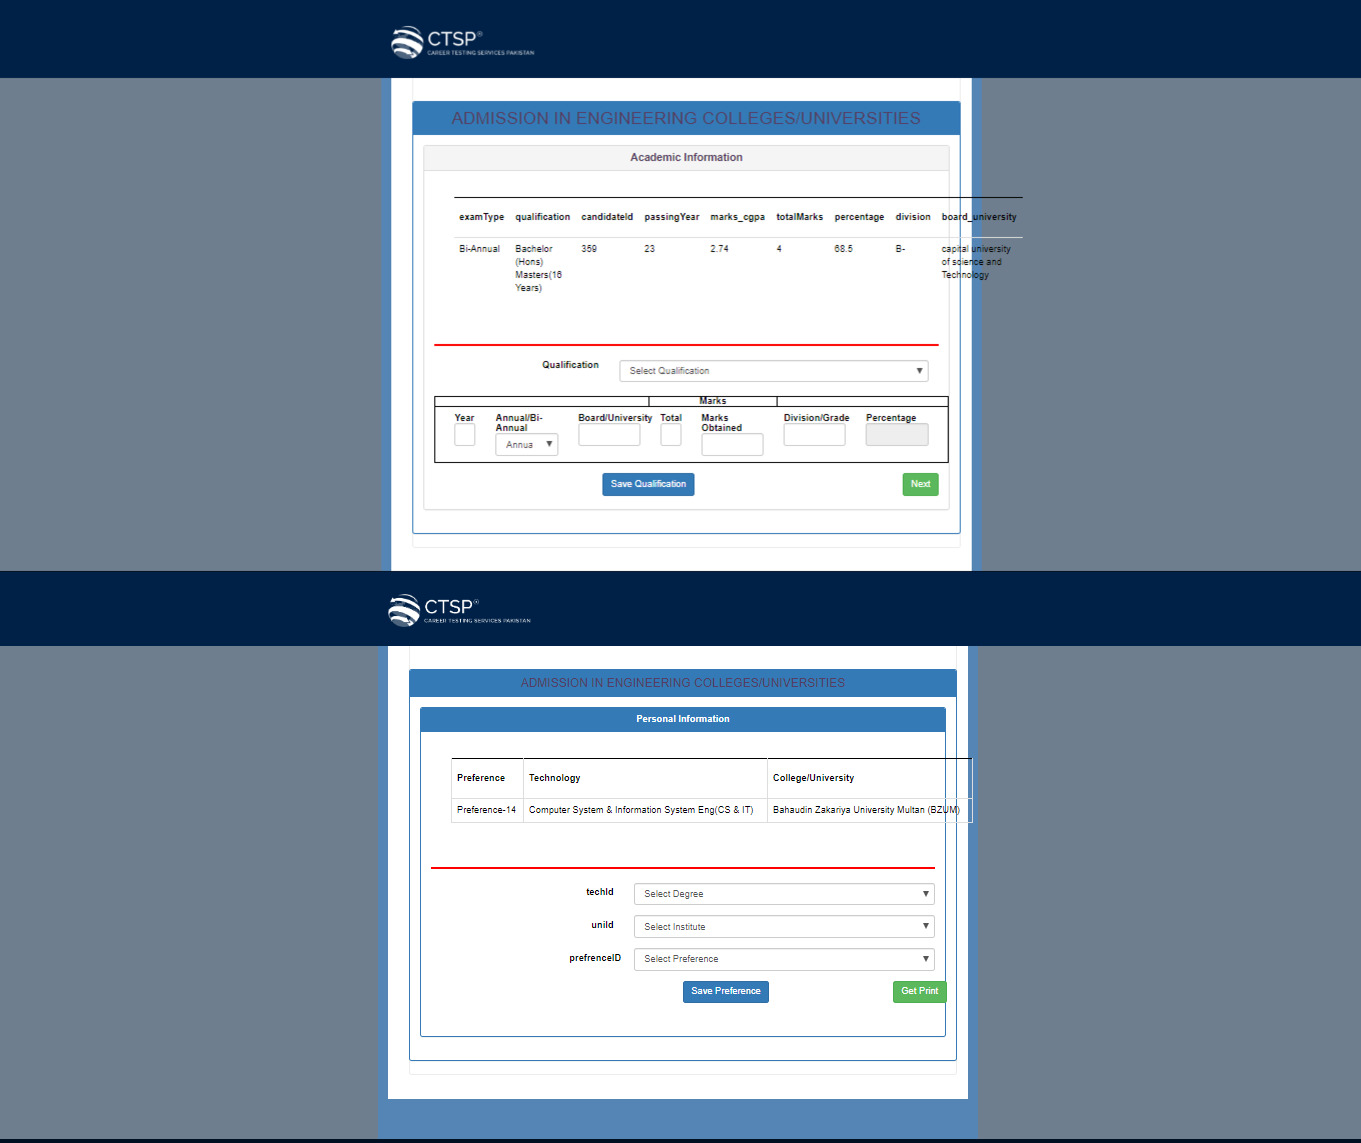 CTSP®
CAREER TESTING SERVICES PAKISTAN
ADMISSION IN ENGINEERING COLLEGES/UNIVERSITIES
Academic Information
examType qualification candidateId passingYear marks_cgpa totalMarks percentage division board_university
Bi-Annual Bachelor 359 23 2.74 4 68.5 B- capital university
(Hons) of science and
Masters(16 Technology
Years)
Qualification Select Qualification
Marks
Year Annual/Bi- Board/University Total Marks Division/Grade Percentage
Annual Obtained
Annua
Save Qualification Next
CTSP®
CAREER TESTING SERVICES PAKISTAN
ADMISSION IN ENGINEERING COLLEGES/UNIVERSITIES
Personal Information
Preference Technology College/University
Preference-14 Computer System & Information System Eng(CS & IT) Bahaudin Zakariya University Multan (BZUM)
techId Select Degree
uniId Select Institute
prefrenceID Select Preference
Save Preference Get Print